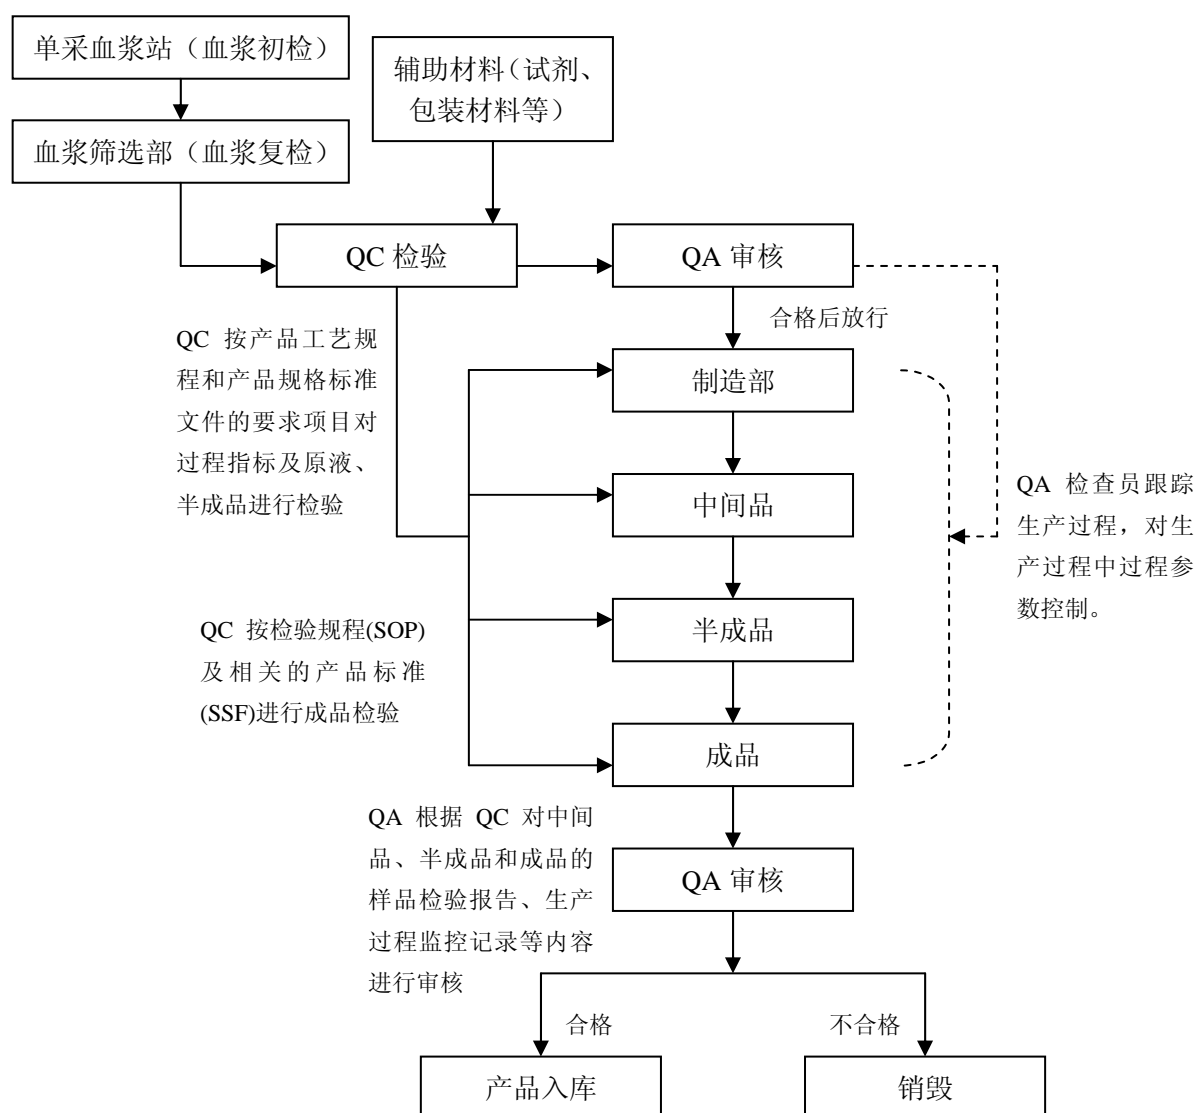 单采血浆站（血浆初检）
辅助材料（试剂、
包装材料等）
血浆筛选部（血浆复检）
QC 检验
QA 审核
合格后放行
QC 按产品工艺规
程和产品规格标准
文件的要求项目对
过程指标及原液、
半成品进行检验
制造部
中间品
QA 检查员跟踪
生产过程，对生
产过程中过程参
数控制。
半成品
QC 按检验规程(SOP)
及相关的产品标准
(SSF)进行成品检验
成品
QA 根据 QC 对中间
品、半成品和成品的
样品检验报告、生产
过程监控记录等内容
进行审核
QA 审核
合格
不合格
产品入库
销毁